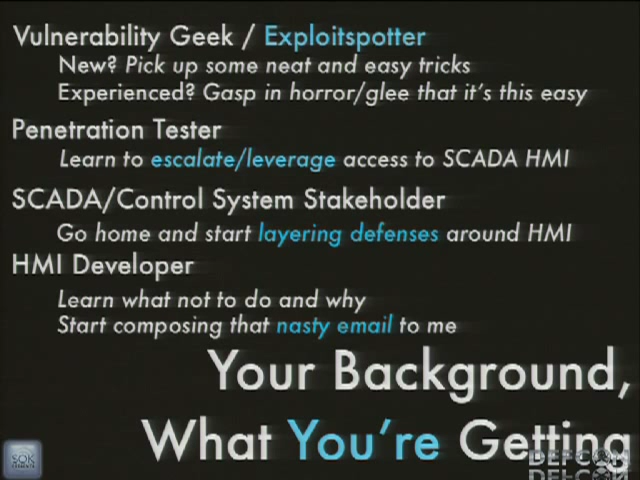 Vulnerability Geek / Exploitspotter
New? Pick up some neat and easy tricks
Experienced? Gasp in horror/glee that it's this easy
Penetration Tester
Learn to escalate/leverage access to SCADA HMI
SCADA/Control System Stakeholder
Go home and start layering defenses around HMI
HMI Developer
Learn what not to do and why
Start composing that nasty email to me
Your Background,
What You're Getting
DEFCON